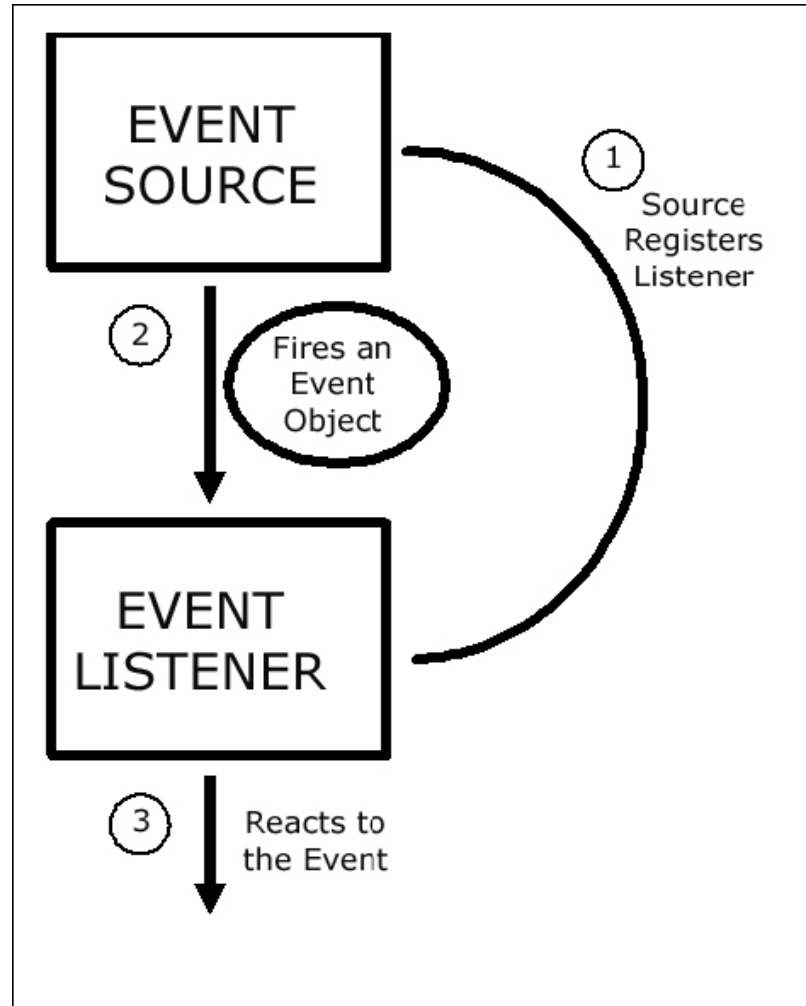 EVENT
SOURCE
1
Source
Registers
Listener
2
Fires an
Event
Object
EVENT
LISTENER
3
Reacts to
the Event